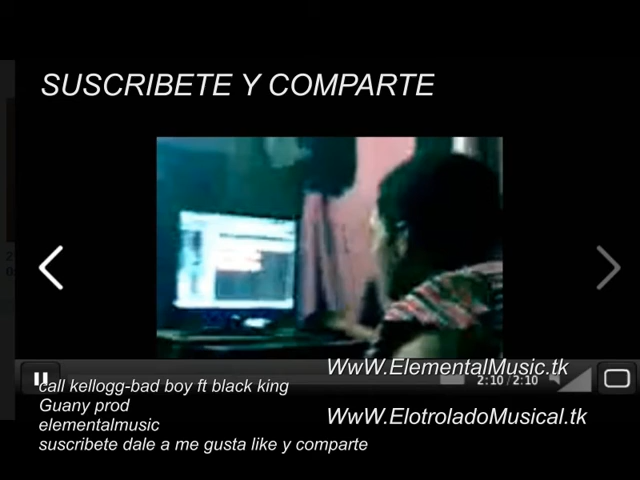 SUSCRIBETE Y COMPARTE
WwW.ElementalMusic.tk
2:10/2:10
call kellogg-bad boy ft black king
Guany prod
WwW.ElotroladoMusical.tk
elementalmusic
suscribete dale a me gusta like y comparte